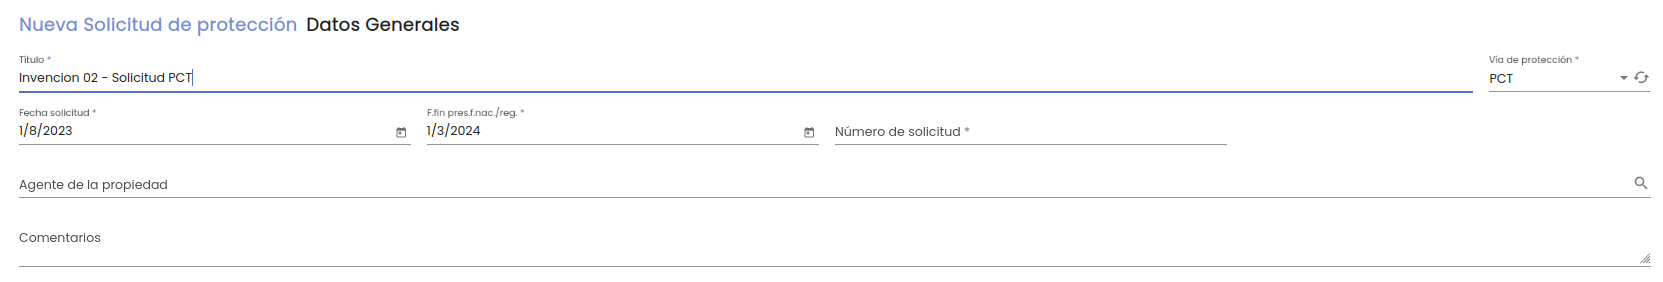 Nueva Solicitud de protección Datos Generales
Título *
Invencion 02 - Solicitud PCT
Vía de protección *
PCT
Fecha solicitud *
1/8/2023
F.fin pres.f.nac./reg. *
1/3/2024
Número de solicitud *
Agente de la propiedad
Comentarios